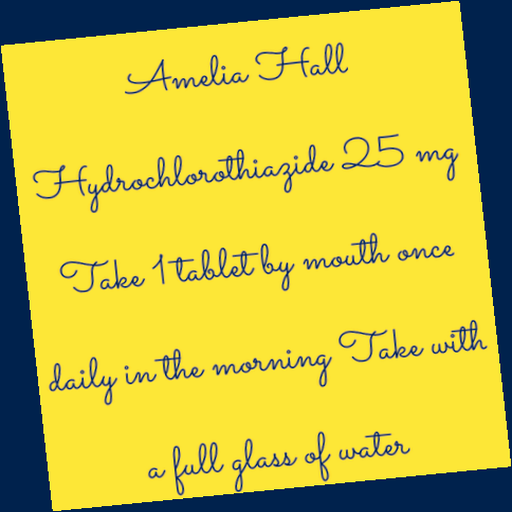 Amelia Hall
Hydrochlorothiazide 25 mg
Take 1 tablet by mouth once
daily in the morning Take with
a full glass of water